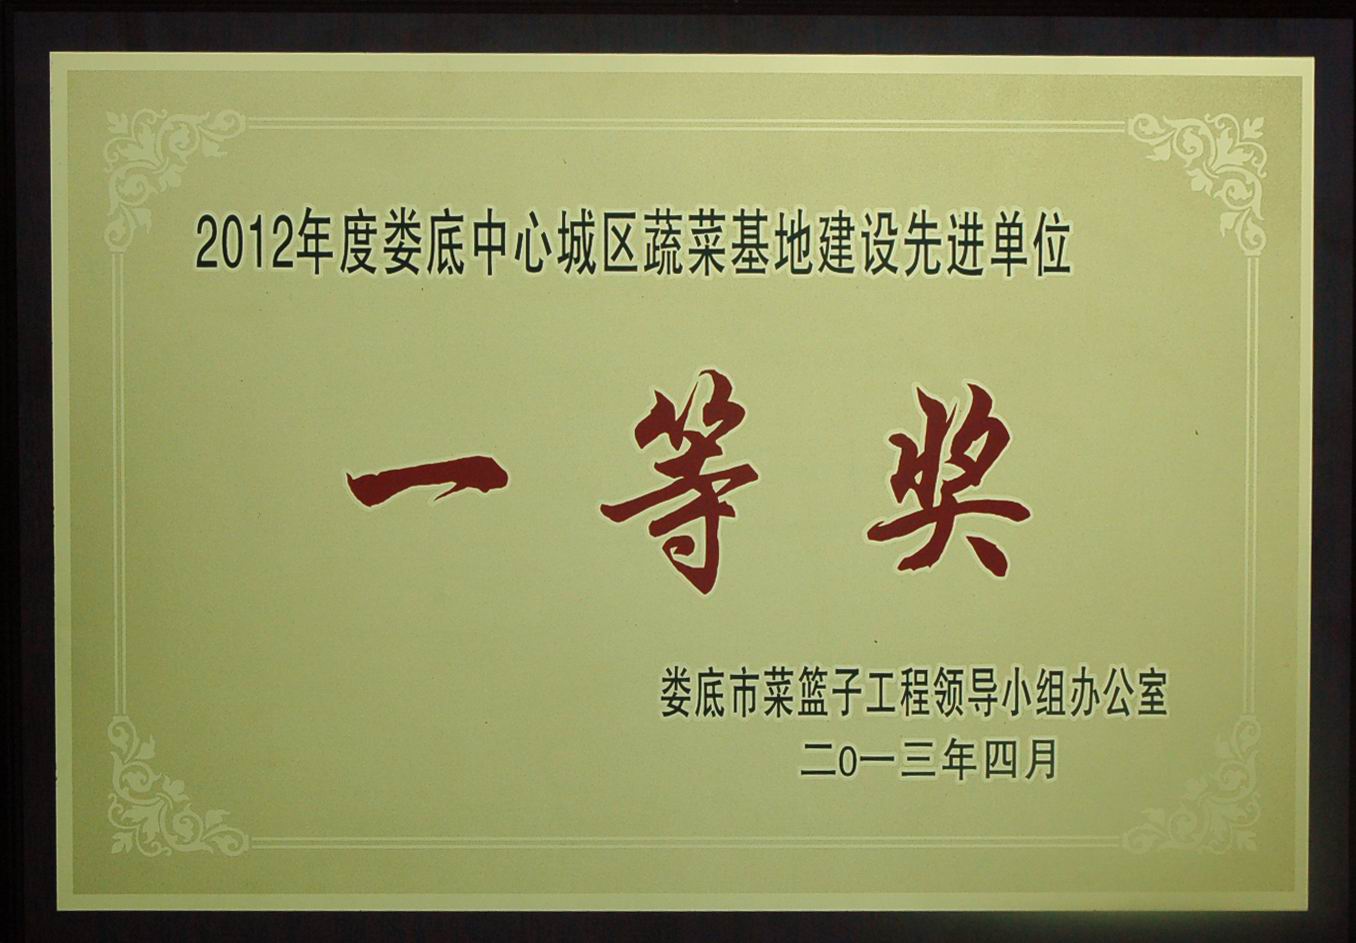 2012年度娄底中心城区蔬菜基地建设先进单位
一等奖
娄底市菜篮子工程领导小组办公室
二0一三年四月